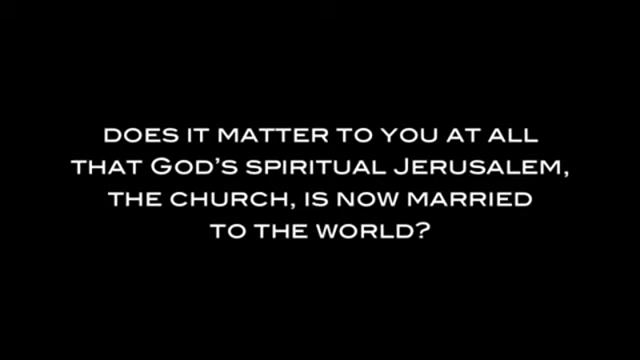 DOES IT MATTER TO YOU AT ALL
THAT GOD'S SPIRITUAL JERUSALEM,
THE CHURCH, IS NOW MARRIED
TO THE WORLD?